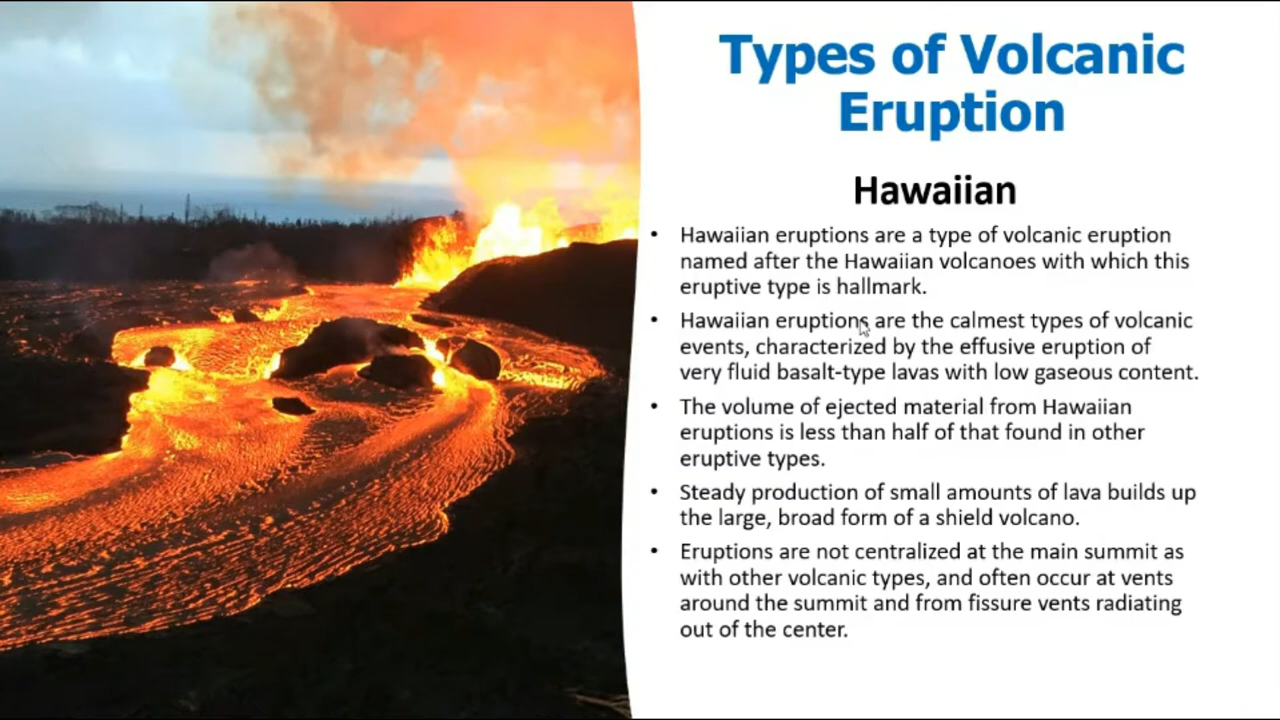 Types of Volcanic
Eruption
Hawaiian
• Hawaiian eruptions are a type of volcanic eruption
named after the Hawaiian volcanoes with which this
eruptive type is hallmark.
• Hawaiian eruptions are the calmest types of volcanic
events, characterized by the effusive eruption of
very fluid basalt-type lavas with low gaseous content.
• The volume of ejected material from Hawaiian
eruptions is less than half of that found in other
eruptive types.
• Steady production of small amounts of lava builds up
the large, broad form of a shield volcano.
• Eruptions are not centralized at the main summit as
with other volcanic types, and often occur at vents
around the summit and from fissure vents radiating
out of the center.